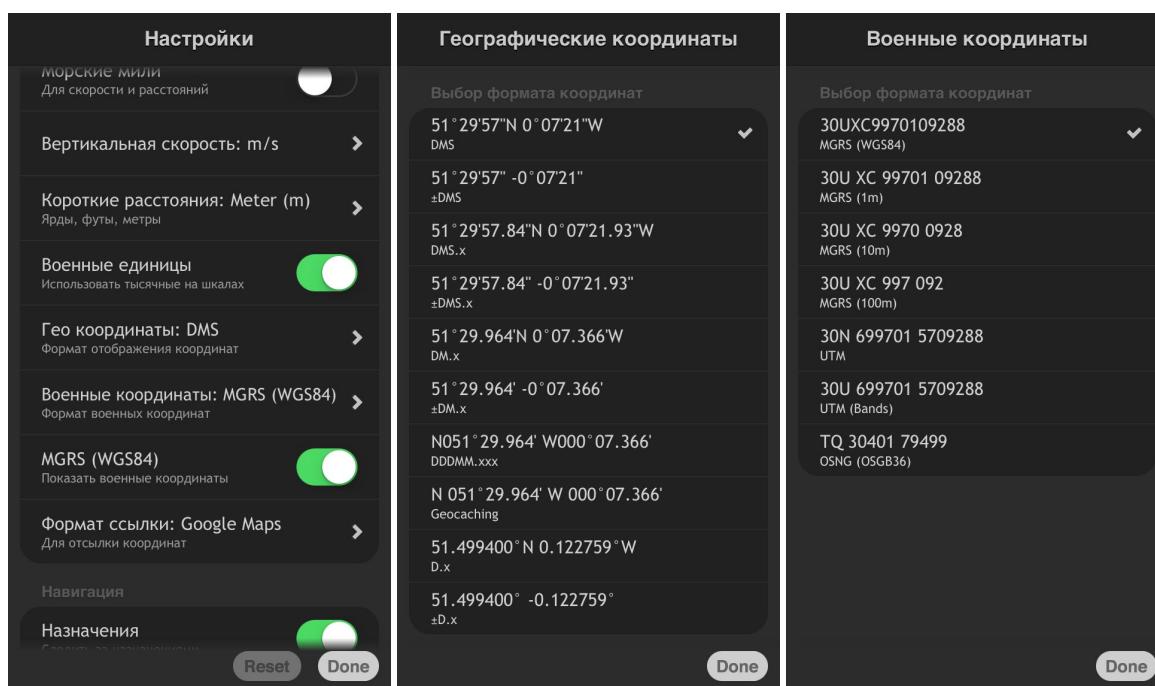 Настройки
Морские мили
Для скорости и расстояний
Вертикальная скорость: m/s
Короткие расстояния: Meter (m)
Ярды, футы, метры
Военные единицы
Использовать тысячные на шкалах
Гео координаты: DMS
Формат отображения координат
Военные координаты: MGRS (WGS84)
Формат военных координат
MGRS (WGS84)
Показать военные координаты
Формат ссылки: Google Maps
Для отсылки координат
Навигация
Назначения
Следить за назначениями
Reset
Done
Географические координаты
Выбор формата координат
51°29'57"N 0°07'21"W
DMS
51°29'57" -0°07'21"
±DMS
51°29'57.84"N 0°07'21.93"W
DMS.x
51°29'57.84" -0°07'21.93"
±DMS.x
51°29.964'N 0°07.366'W
DM.x
51°29.964' -0°07.366'
±DM.x
N051°29.964' W000°07.366'
DDDMM.xxx
N 051°29.964' W 000°07.366'
Geocaching
51.499400°N 0.122759°W
D.x
51.499400° -0.122759°
±D.x
Done
Военные координаты
Выбор формата координат
30UXC9970109288
MGRS (WGS84)
30U XC 99701 09288
MGRS (1m)
30U XC 9970 0928
MGRS (10m)
30U XC 997 092
MGRS (100m)
30N 699701 5709288
UTM
30U 699701 5709288
UTM (Bands)
TQ 30401 79499
OSNG (OSGB36)
Done